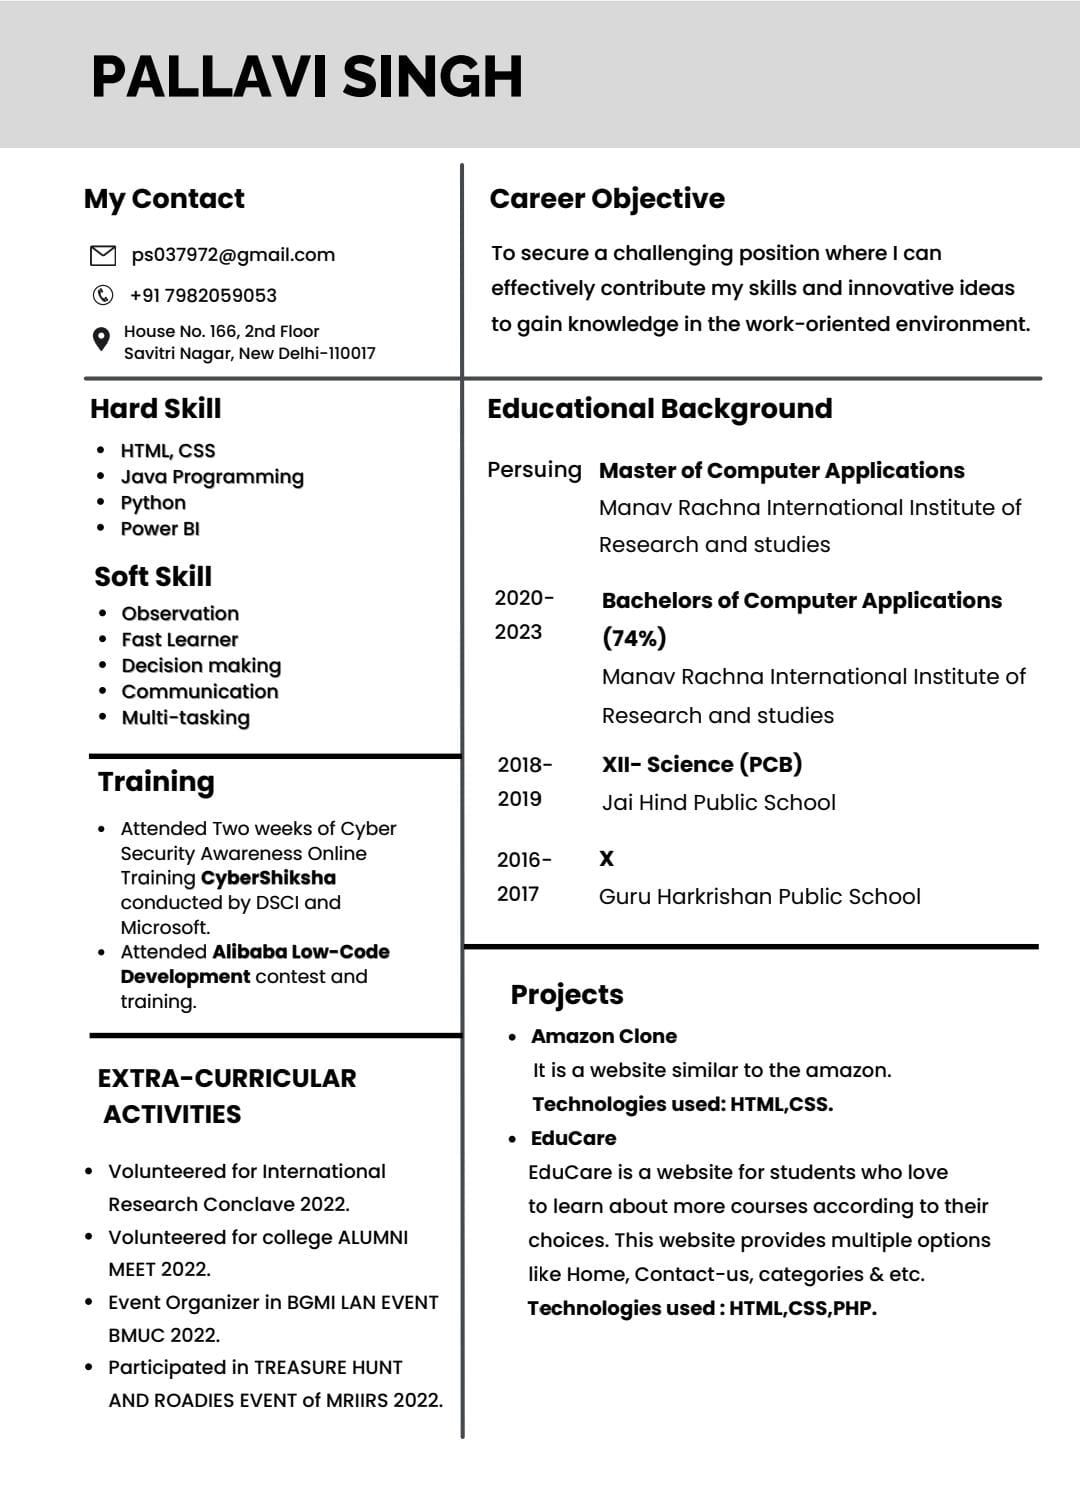 PALLAVI SINGH
My Contact
ps037972@gmail.com
+91 7982059053
House No. 166, 2nd Floor
Savitri Nagar, New Delhi-110017
Career Objective
To secure a challenging position where I can
effectively contribute my skills and innovative ideas
to gain knowledge in the work-oriented environment.
Hard Skill
• HTML, CSS
• Java Programming
• Python
• Power BI
Soft Skill
• Observation
• Fast Learner
• Decision making
• Communication
• Multi-tasking
Training
• Attended Two weeks of Cyber
Security Awareness Online
Training CyberShiksha
conducted by DSCI and
Microsoft.
• Attended Alibaba Low-Code
Development contest and
training.
EXTRA-CURRICULAR
ACTIVITIES
• Volunteered for International
Research Conclave 2022.
• Volunteered for college ALUMNI
MEET 2022.
• Event Organizer in BGMI LAN EVENT
BMUC 2022.
• Participated in TREASURE HUNT
AND ROADIES EVENT of MRIIRS 2022.
Educational Background
Persuing Master of Computer Applications
Manav Rachna International Institute of
Research and studies
2020- Bachelors of Computer Applications
2023 (74%)
Manav Rachna International Institute of
Research and studies
2018- XII- Science (PCB)
2019 Jai Hind Public School
2016- X
2017 Guru Harkrishan Public School
Projects
• Amazon Clone
It is a website similar to the amazon.
Technologies used: HTML,CSS.
• EduCare
EduCare is a website for students who love
to learn about more courses according to their
choices. This website provides multiple options
like Home, Contact-us, categories & etc.
Technologies used : HTML,CSS,PHP.